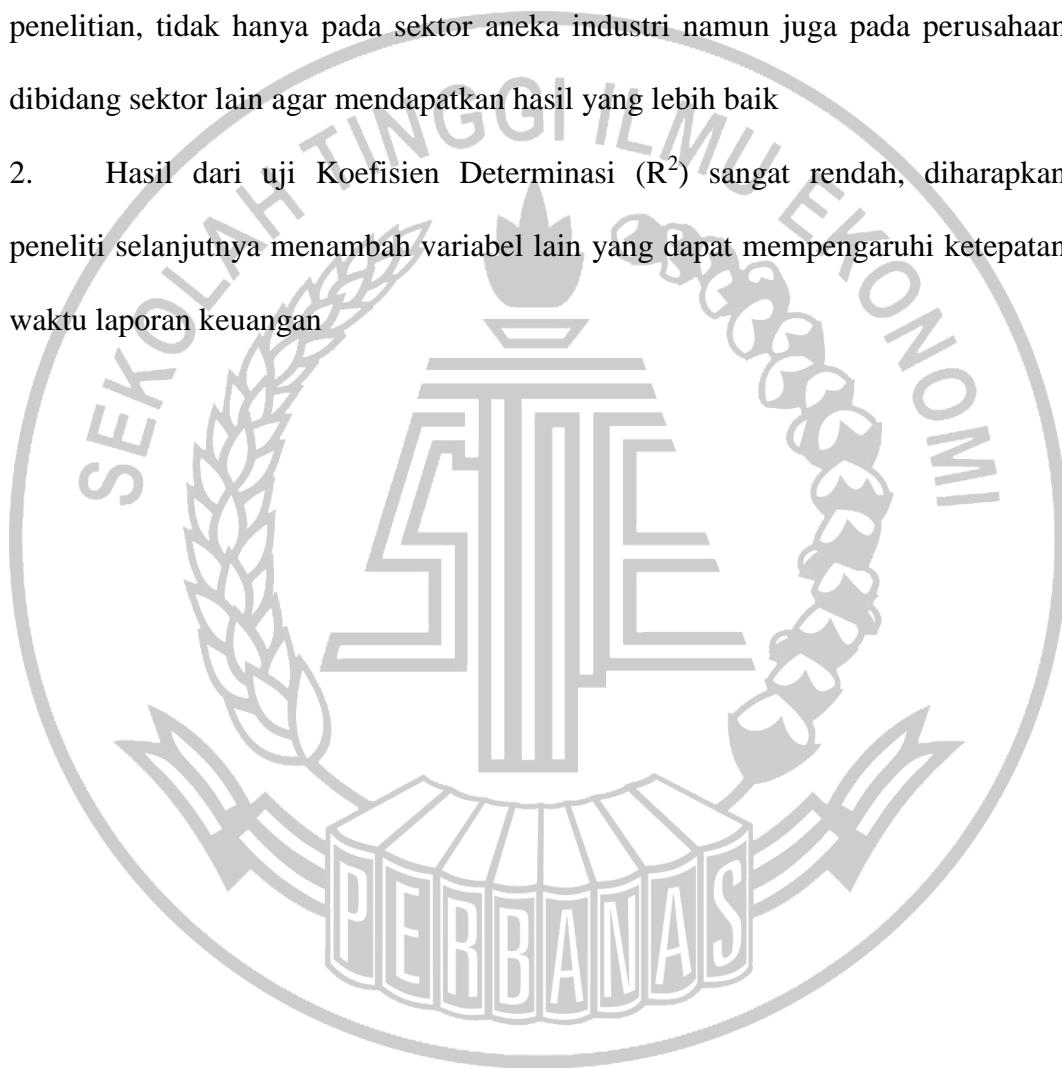 penelitian, tidak hanya pada sektor aneka industri namun juga pada perusahaan
dibidang sektor lain agar mendapatkan hasil yang lebih baik
2. Hasil dari uji Koefisien Determinasi (R²) sangat rendah, diharapkan
peneliti selanjutnya menambah variabel lain yang dapat mempengaruhi ketepatan
waktu laporan keuangan
SEKOLAH TINGGI ILMU EKONOMI
STIE
PERBANAS